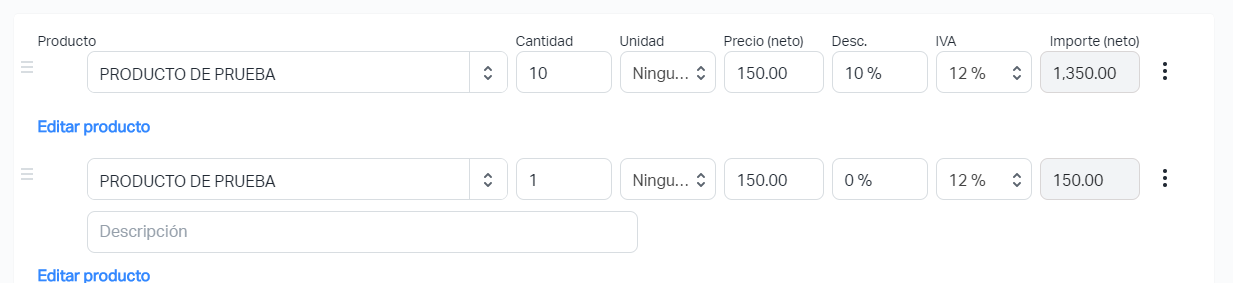 Producto Cantidad Unidad Precio (neto) Desc. IVA Importe (neto)
PRODUCTO DE PRUEBA 10 Ningu... 150.00 10 % 12 % 1,350.00
Editar producto
PRODUCTO DE PRUEBA 1 Ningu... 150.00 0 % 12 % 150.00
Descripción
Editar producto